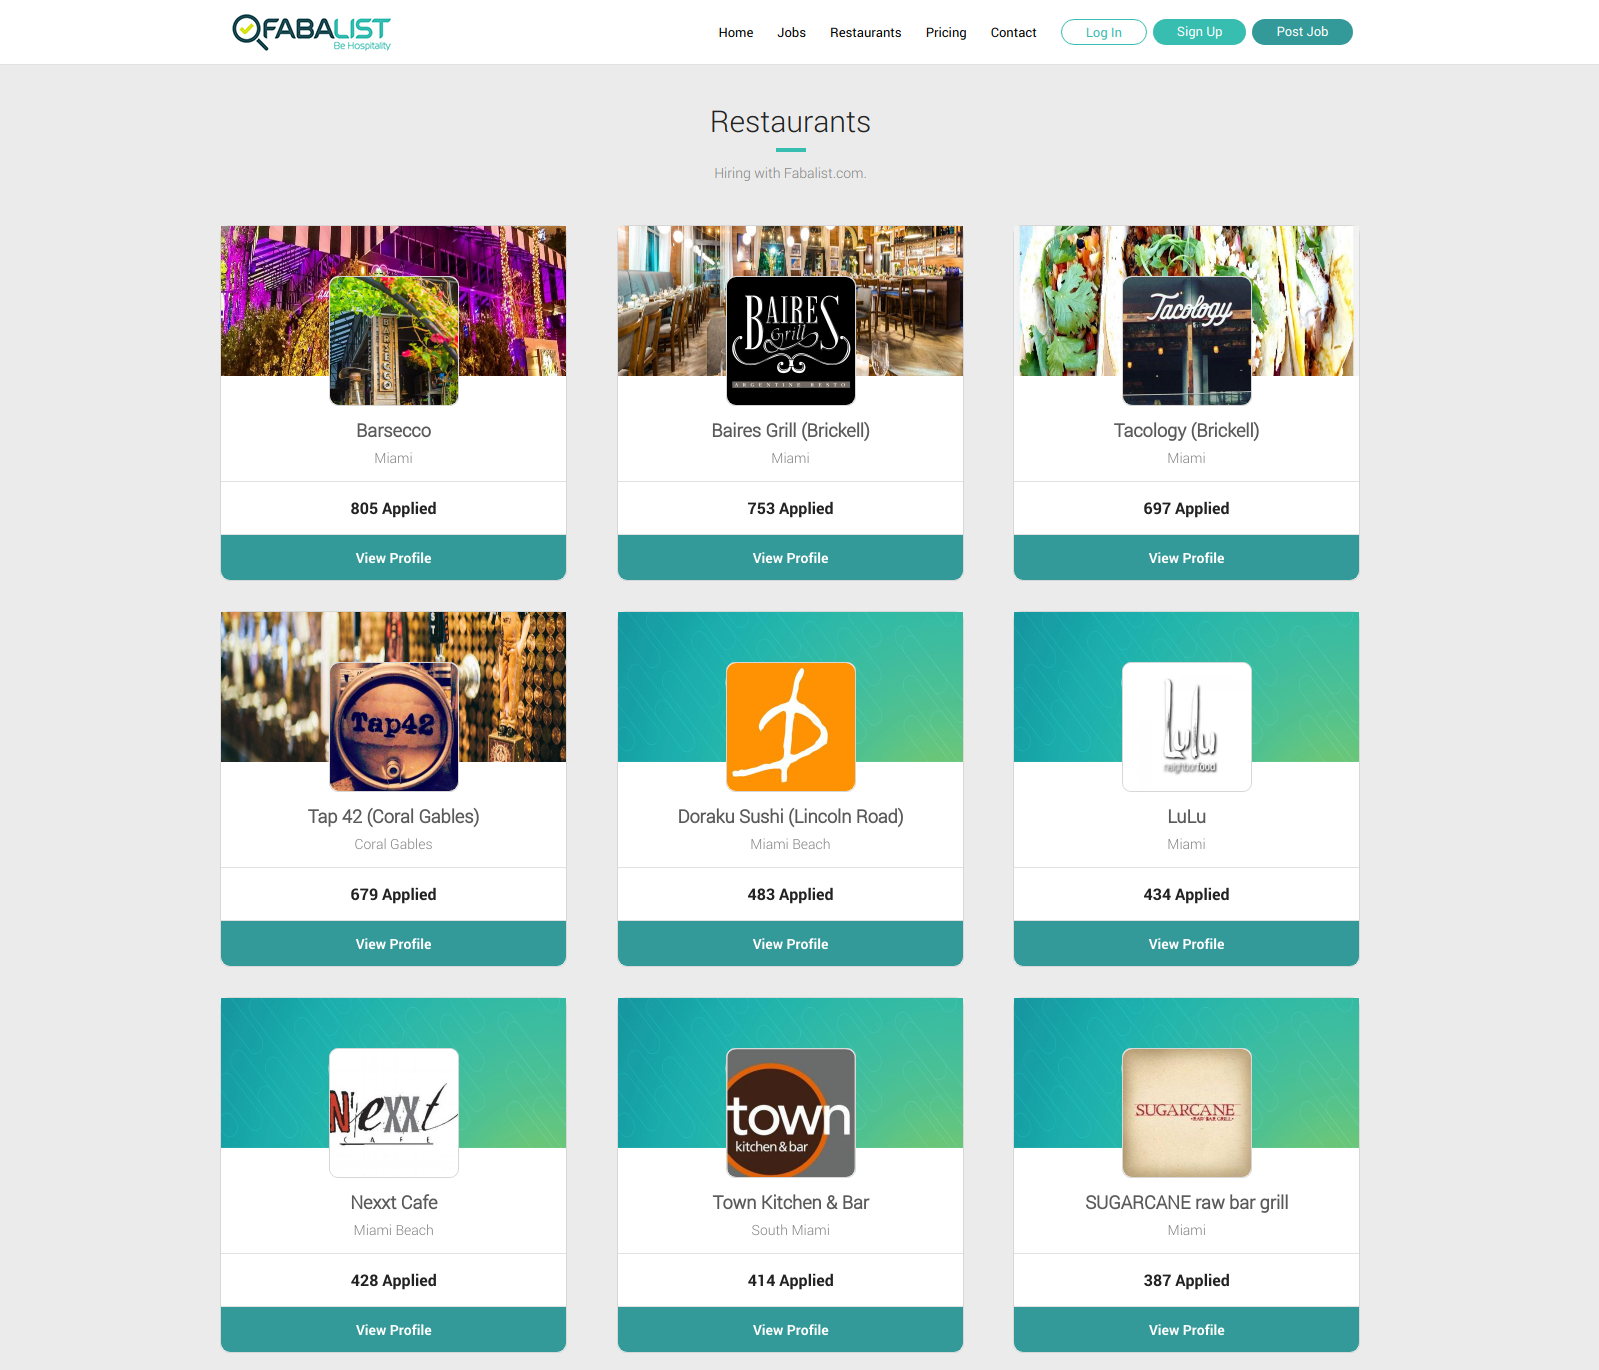 FABALIST
Be Hospitality
Home Jobs Restaurants Pricing Contact Log In Sign Up Post Job
Restaurants
Hiring with Fabalist.com.
BARSECCO
BAIRES
Grill
ARGENTINE RESTO
Tacology
Barsecco
Miami
805 Applied
View Profile
Baires Grill (Brickell)
Miami
753 Applied
View Profile
Tacology (Brickell)
Miami
697 Applied
View Profile
Tap42
Tap 42 (Coral Gables)
Coral Gables
679 Applied
View Profile
D
Doraku Sushi (Lincoln Road)
Miami Beach
483 Applied
View Profile
LuLu
neighborfood
LuLu
Miami
434 Applied
View Profile
Nexxt
CAFE
Nexxt Cafe
Miami Beach
428 Applied
View Profile
town
kitchen & bar
Town Kitchen & Bar
South Miami
414 Applied
View Profile
SUGARCANE
RAW BAR GRILL
SUGARCANE raw bar grill
Miami
387 Applied
View Profile